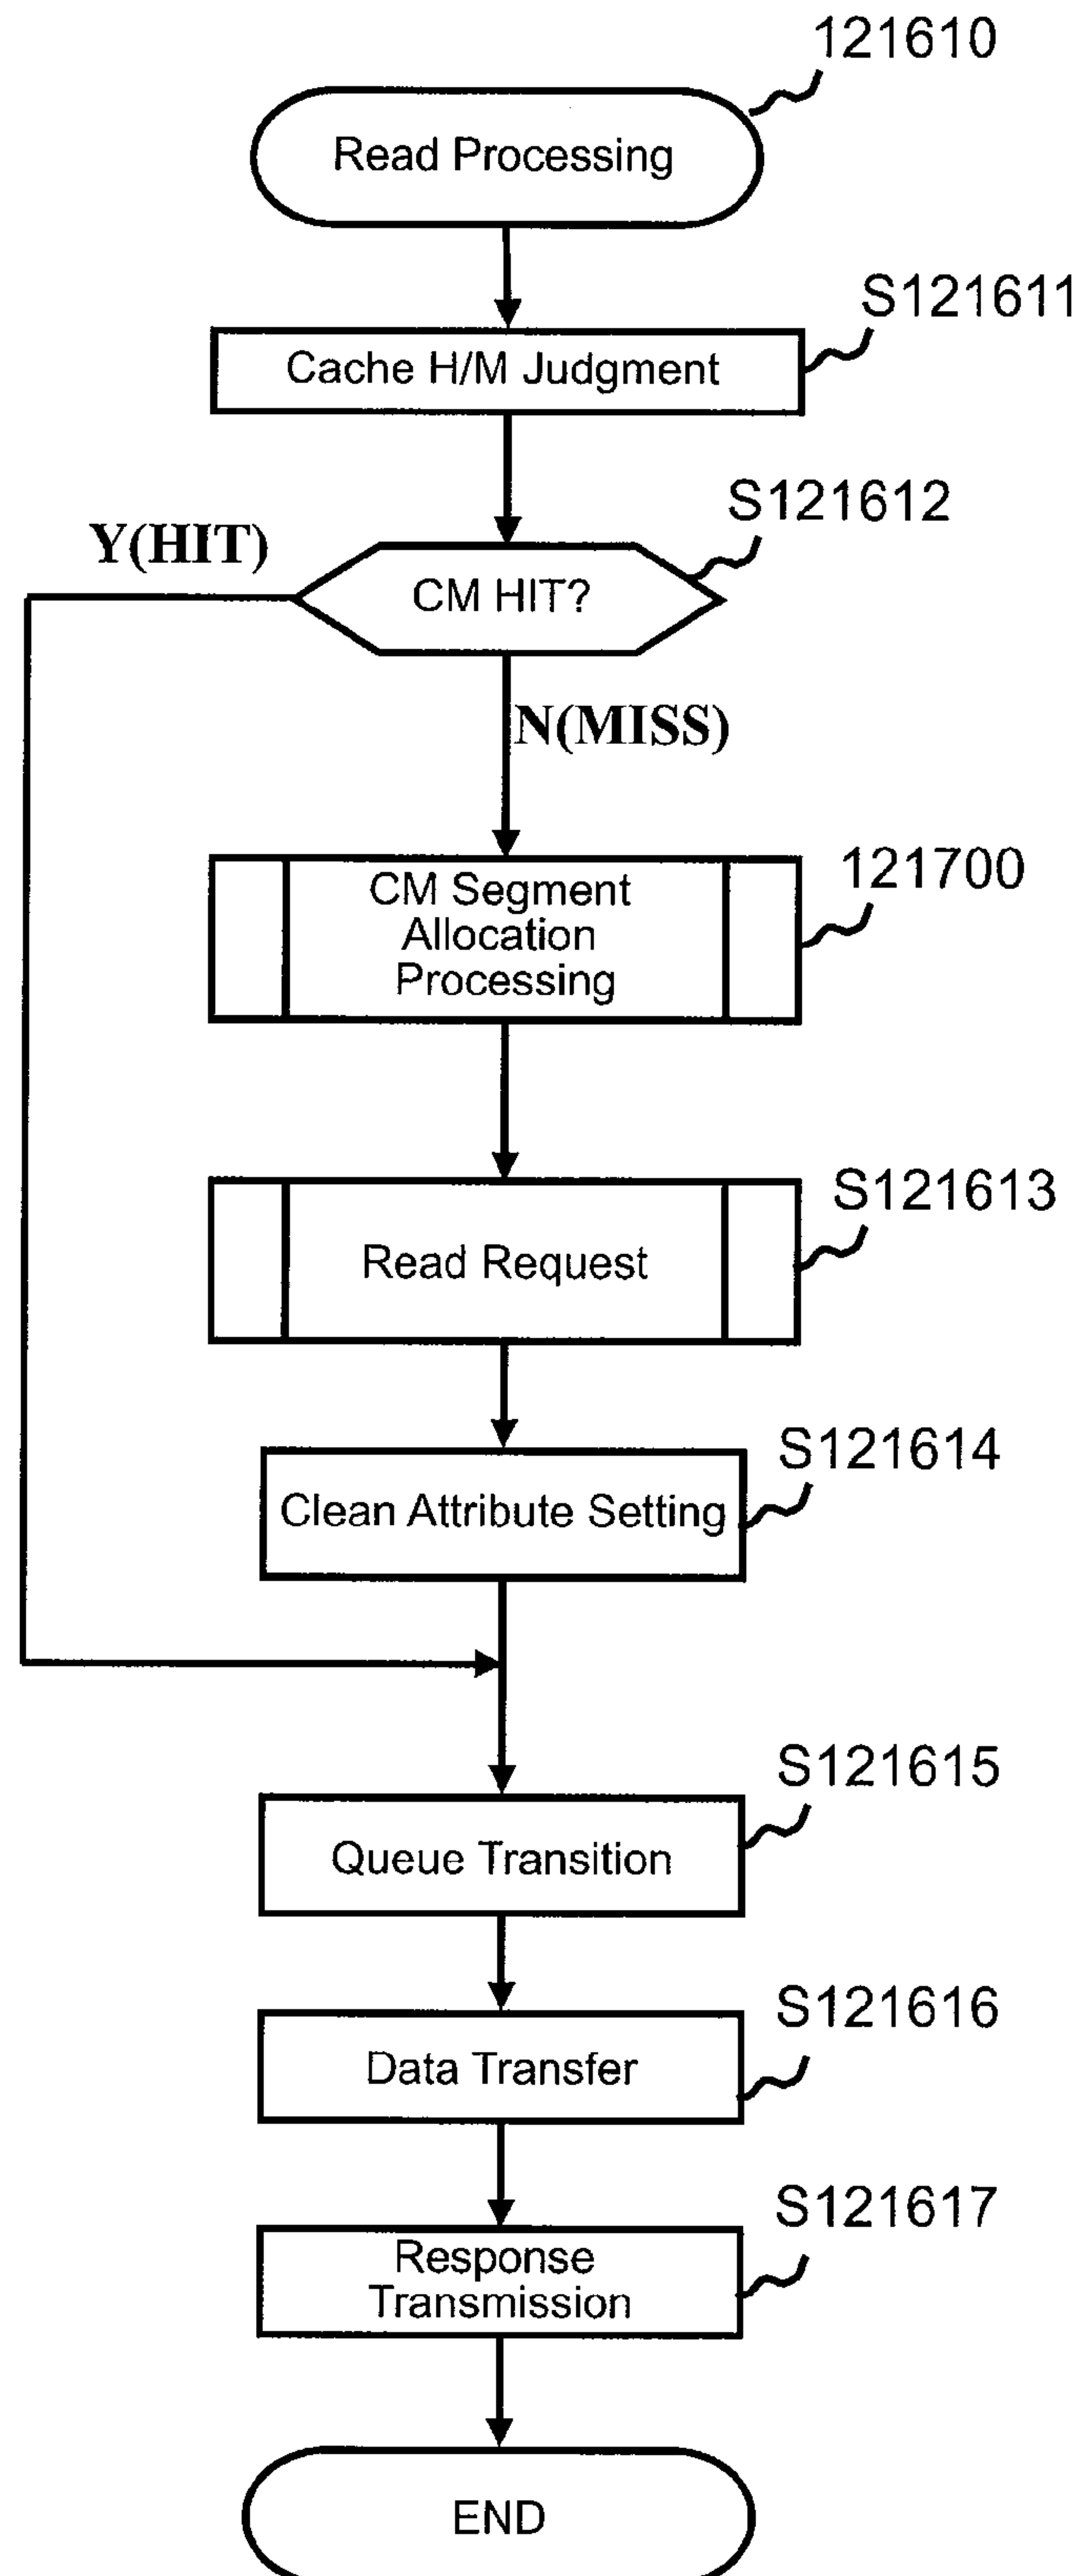 121610
Read Processing
S121611
Cache H/M Judgment
S121612
Y(HIT)
CM HIT?
N(MISS)
121700
CM Segment
Allocation
Processing
S121613
Read Request
S121614
Clean Attribute Setting
S121615
Queue Transition
S121616
Data Transfer
S121617
Response
Transmission
END